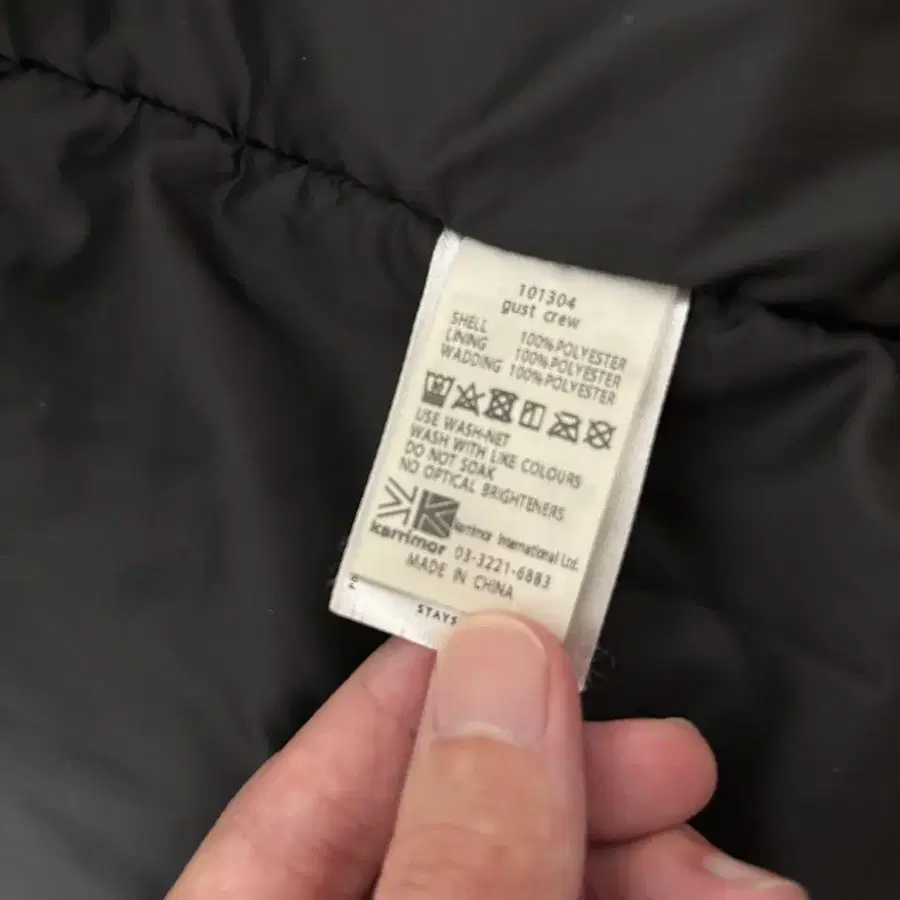 101304
gust crew
SHELL 100%POLYESTER
LINING 100%POLYESTER
WADDING 100%POLYESTER
USE WASH-NET
WASH WITH LIKE COLOURS
DO NOT SOAK
NO OPTICAL BRIGHTENERS
karrimor karrimor International Ltd.
03-3221-6883
MADE IN CHINA
STAYS